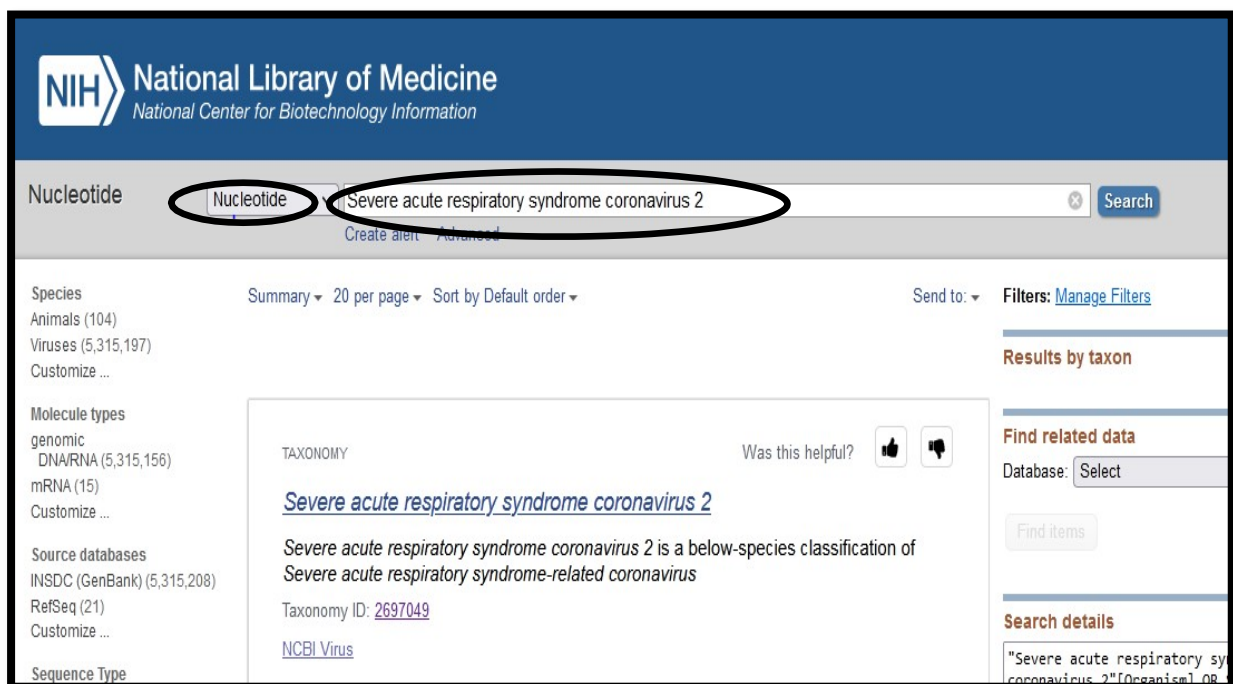 NIH National Library of Medicine
National Center for Biotechnology Information
Nucleotide
Nucleotide
Severe acute respiratory syndrome coronavirus 2
Search
Create alert Advanced
Species
Animals (104)
Viruses (5,315,197)
Customize ...
Molecule types
genomic
DNA/RNA (5,315,156)
mRNA (15)
Customize ...
Source databases
INSDC (GenBank) (5,315,208)
RefSeq (21)
Customize ...
Sequence Type
Summary 20 per page Sort by Default order
Send to:
TAXONOMY
Was this helpful?
Severe acute respiratory syndrome coronavirus 2
Severe acute respiratory syndrome coronavirus 2 is a below-species classification of
Severe acute respiratory syndrome-related coronavirus
Taxonomy ID: 2697049
NCBI Virus
Filters: Manage Filters
Results by taxon
Find related data
Database: Select
Find items
Search details
"Severe acute respiratory
coronavirus 2"[Organism] OR